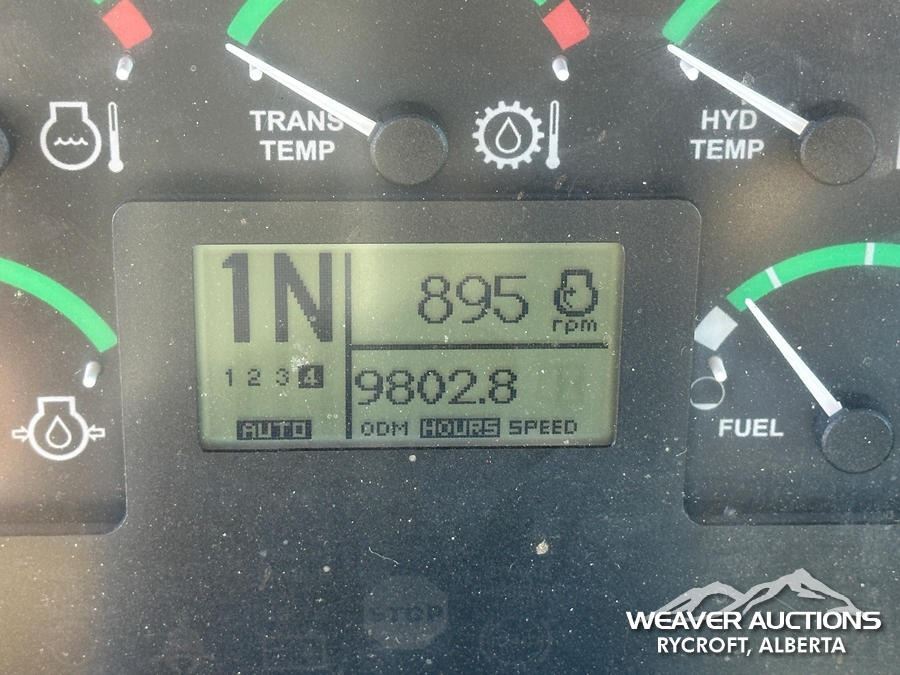 TRANS
TEMP
HYD
TEMP
1N
895
rpm
1 2 3 4
9802.8
AUTO
ODM HOURS SPEED
FUEL
STOP
WEAVER AUCTIONS
RYCROFT, ALBERTA